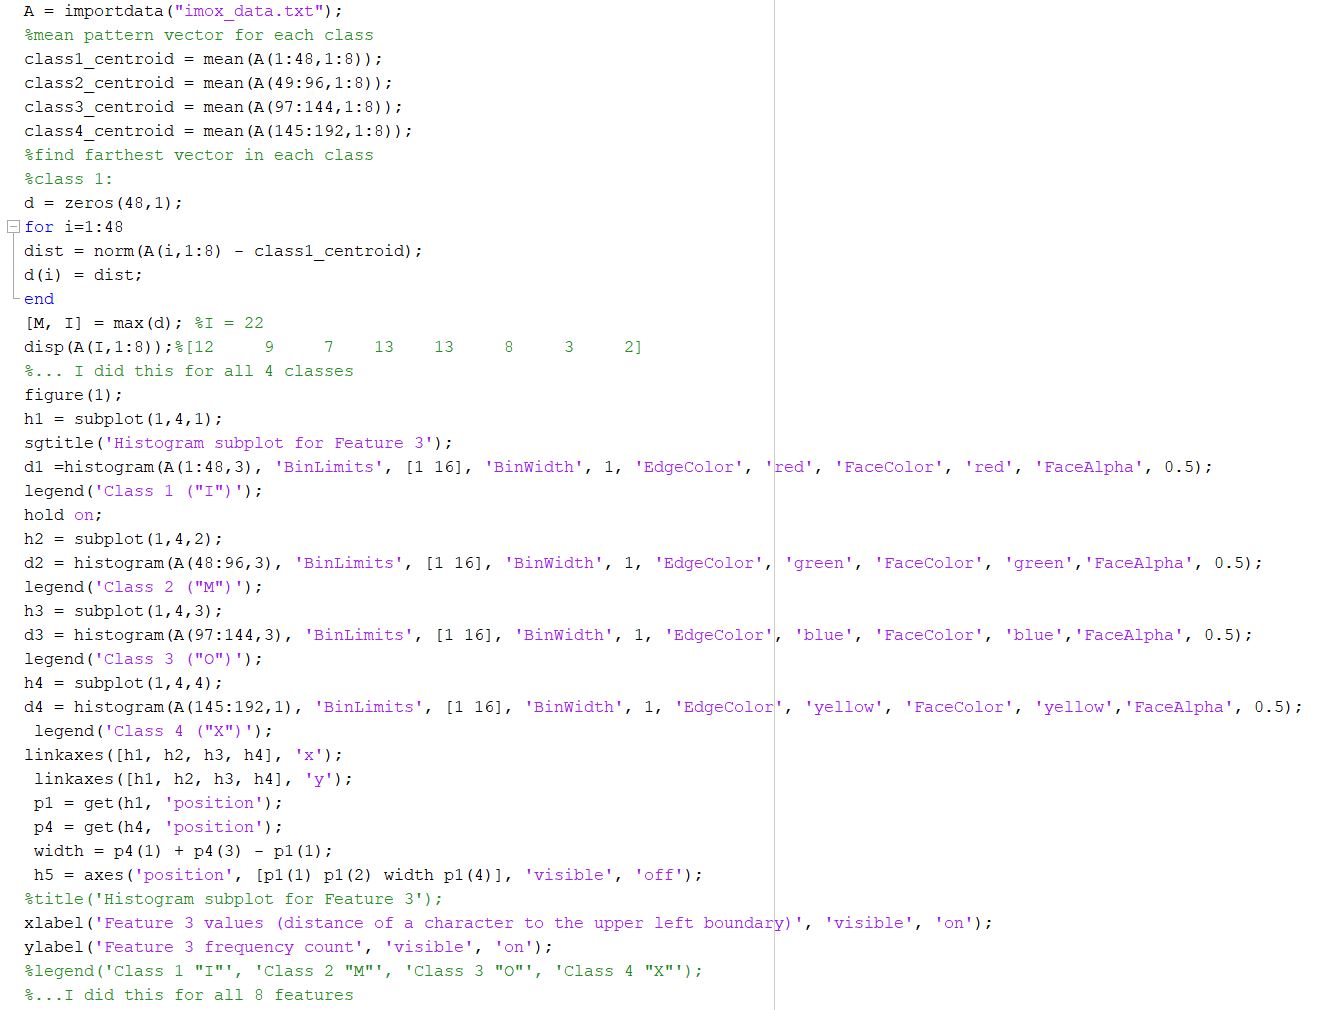 A = importdata("imox_data.txt");
%mean pattern vector for each class
class1_centroid = mean(A(1:48,1:8));
class2_centroid = mean(A(49:96,1:8));
class3_centroid = mean(A(97:144,1:8));
class4_centroid = mean(A(145:192,1:8));
%find farthest vector in each class
%class 1:
d = zeros(48,1);
for i=1:48
dist = norm(A(i,1:8) - class1_centroid);
d(i) = dist;
end
[M, I] = max(d); %I = 22
disp(A(I,1:8));%[12     9     7    13    13     8     3     2]
%... I did this for all 4 classes
figure(1);
h1 = subplot(1,4,1);
sgtitle('Histogram subplot for Feature 3');
d1 =histogram(A(1:48,3), 'BinLimits', [1 16], 'BinWidth', 1, 'EdgeColor', 'red', 'FaceColor', 'red', 'FaceAlpha', 0.5);
legend('Class 1 ("I")');
hold on;
h2 = subplot(1,4,2);
d2 = histogram(A(48:96,3), 'BinLimits', [1 16], 'BinWidth', 1, 'EdgeColor', 'green', 'FaceColor', 'green','FaceAlpha', 0.5);
legend('Class 2 ("M")');
h3 = subplot(1,4,3);
d3 = histogram(A(97:144,3), 'BinLimits', [1 16], 'BinWidth', 1, 'EdgeColor', 'blue', 'FaceColor', 'blue','FaceAlpha', 0.5);
legend('Class 3 ("O")');
h4 = subplot(1,4,4);
d4 = histogram(A(145:192,1), 'BinLimits', [1 16], 'BinWidth', 1, 'EdgeColor', 'yellow', 'FaceColor', 'yellow','FaceAlpha', 0.5);
 legend('Class 4 ("X")');
linkaxes([h1, h2, h3, h4], 'x');
 linkaxes([h1, h2, h3, h4], 'y');
 p1 = get(h1, 'position');
 p4 = get(h4, 'position');
 width = p4(1) + p4(3) - p1(1);
 h5 = axes('position', [p1(1) p1(2) width p1(4)], 'visible', 'off');
%title('Histogram subplot for Feature 3');
xlabel('Feature 3 values (distance of a character to the upper left boundary)', 'visible', 'on');
ylabel('Feature 3 frequency count', 'visible', 'on');
%legend('Class 1 "I"', 'Class 2 "M"', 'Class 3 "O"', 'Class 4 "X"');
%...I did this for all 8 features